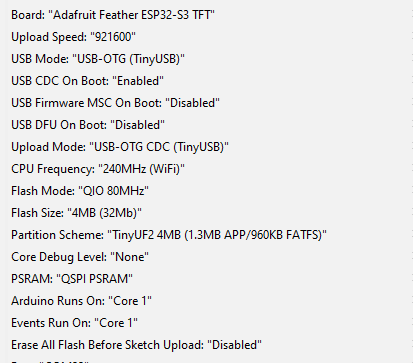 Board: "Adafruit Feather ESP32-S3 TFT"
Upload Speed: "921600"
USB Mode: "USB-OTG (TinyUSB)"
USB CDC On Boot: "Enabled"
USB Firmware MSC On Boot: "Disabled"
USB DFU On Boot: "Disabled"
Upload Mode: "USB-OTG CDC (TinyUSB)"
CPU Frequency: "240MHz (WiFi)"
Flash Mode: "QIO 80MHz"
Flash Size: "4MB (32Mb)"
Partition Scheme: "TinyUF2 4MB (1.3MB APP/960KB FATFS)"
Core Debug Level: "None"
PSRAM: "QSPI PSRAM"
Arduino Runs On: "Core 1"
Events Run On: "Core 1"
Erase All Flash Before Sketch Upload: "Disabled"